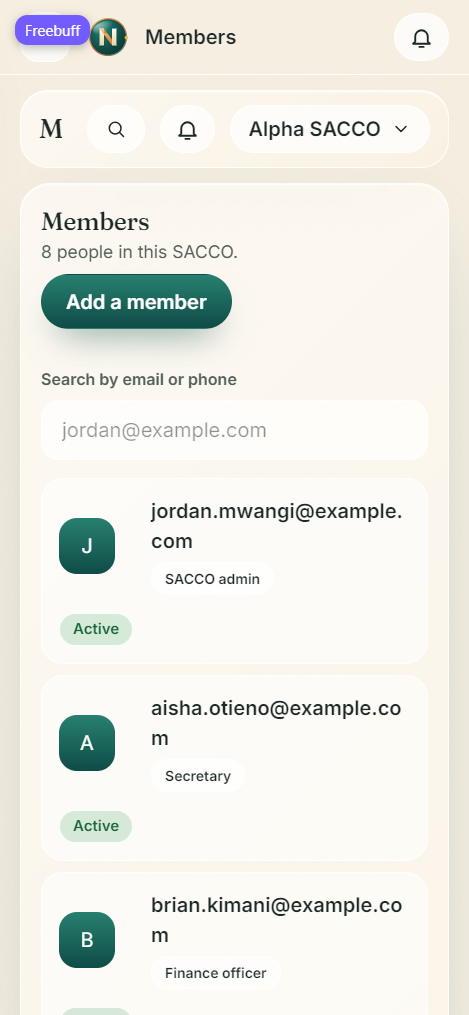 Freebuff
N
Members
M
Alpha SACCO
Members
8 people in this SACCO.
Add a member
Search by email or phone
jordan@example.com
J
jordan.mwangi@example.
com
SACCO admin
Active
A
aisha.otieno@example.co
m
Secretary
Active
B
brian.kimani@example.co
m
Finance officer